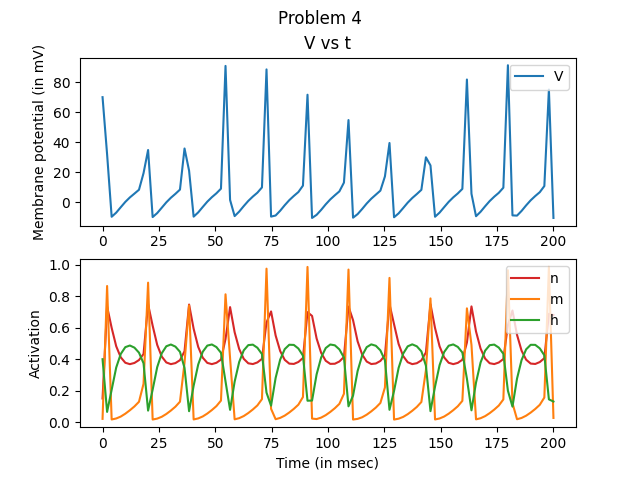 Problem 4
V vs t
Membrane potential (in mV)
80
60
40
20
0
V
0 25 50 75 100 125 150 175 200
Activation
1.0
0.8
0.6
0.4
0.2
0.0
n
m
h
0 25 50 75 100 125 150 175 200
Time (in msec)